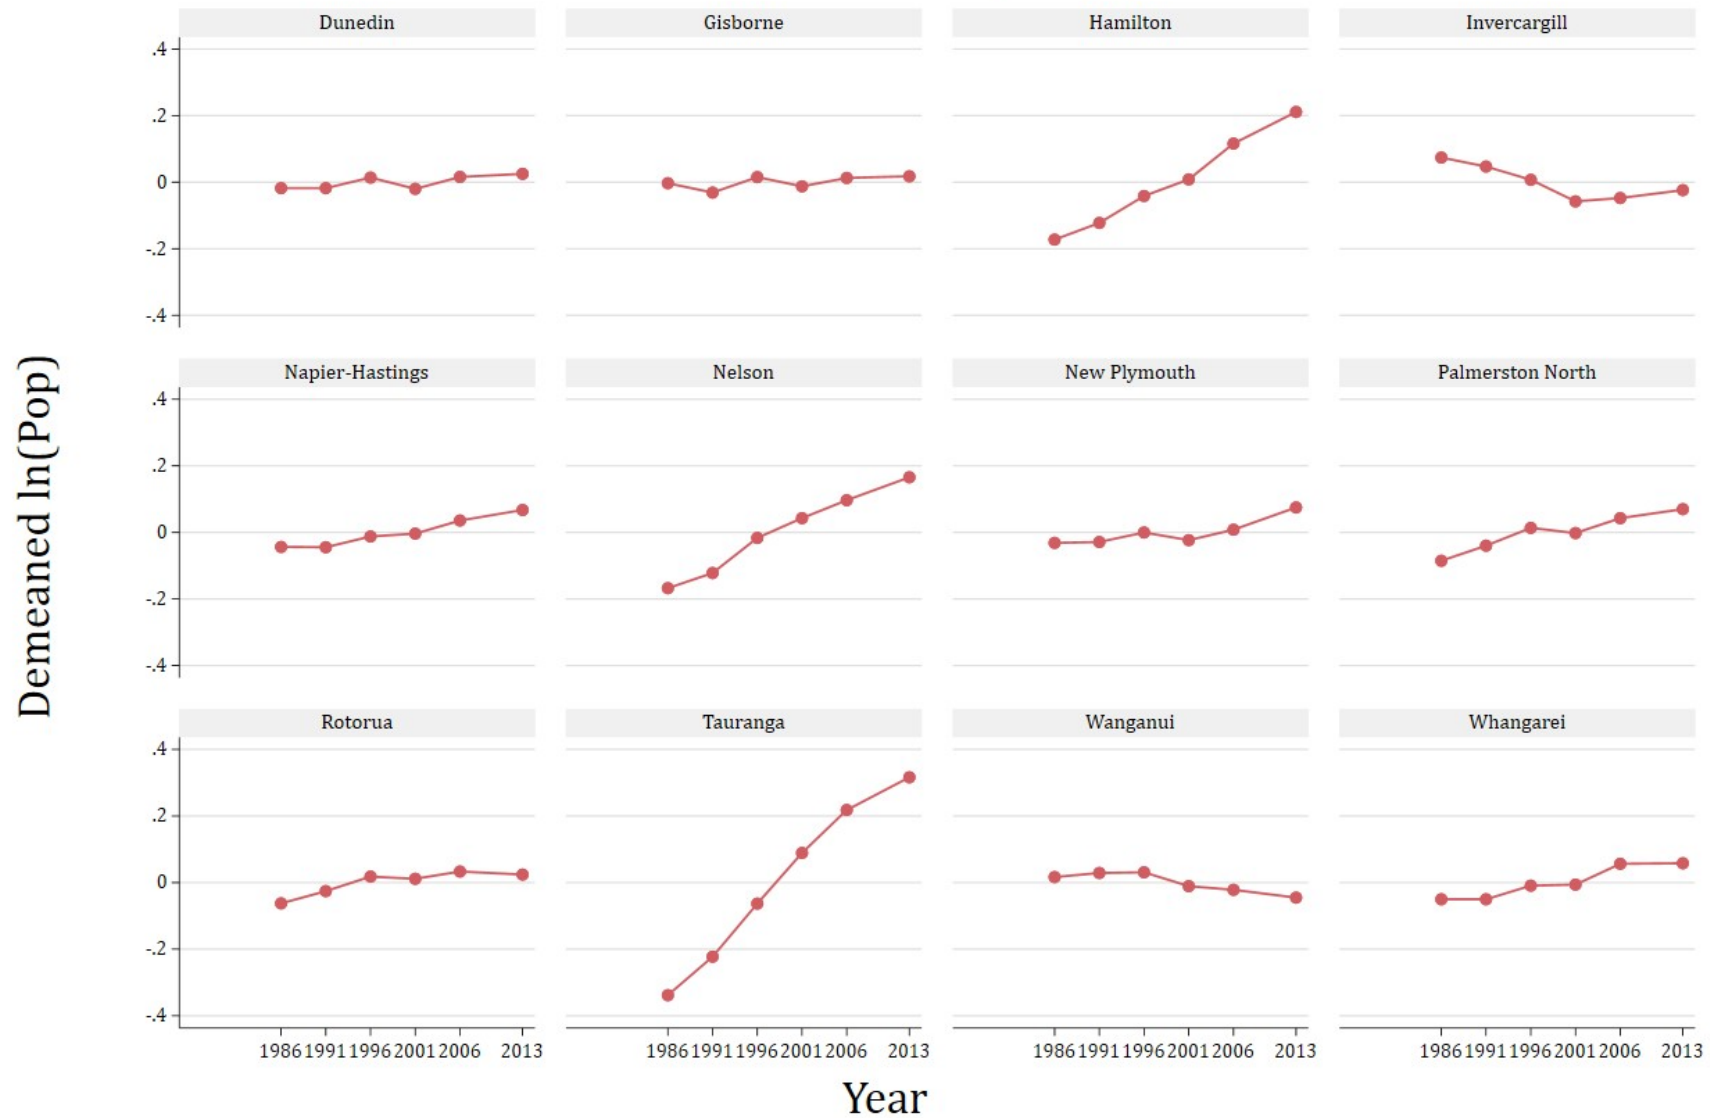 Dunedin Gisborne Hamilton Invercargill
.4
.2
0
-.2
-.4
Napier-Hastings Nelson New Plymouth Palmerston North
.4
.2
0
-.2
-.4
Rotorua Tauranga Wanganui Whangarei
.4
.2
0
-.2
-.4
1986 1991 1996 2001 2006 2013 1986 1991 1996 2001 2006 2013 1986 1991 1996 2001 2006 2013 1986 1991 1996 2001 2006 2013
Demeaned ln(Pop)
Year